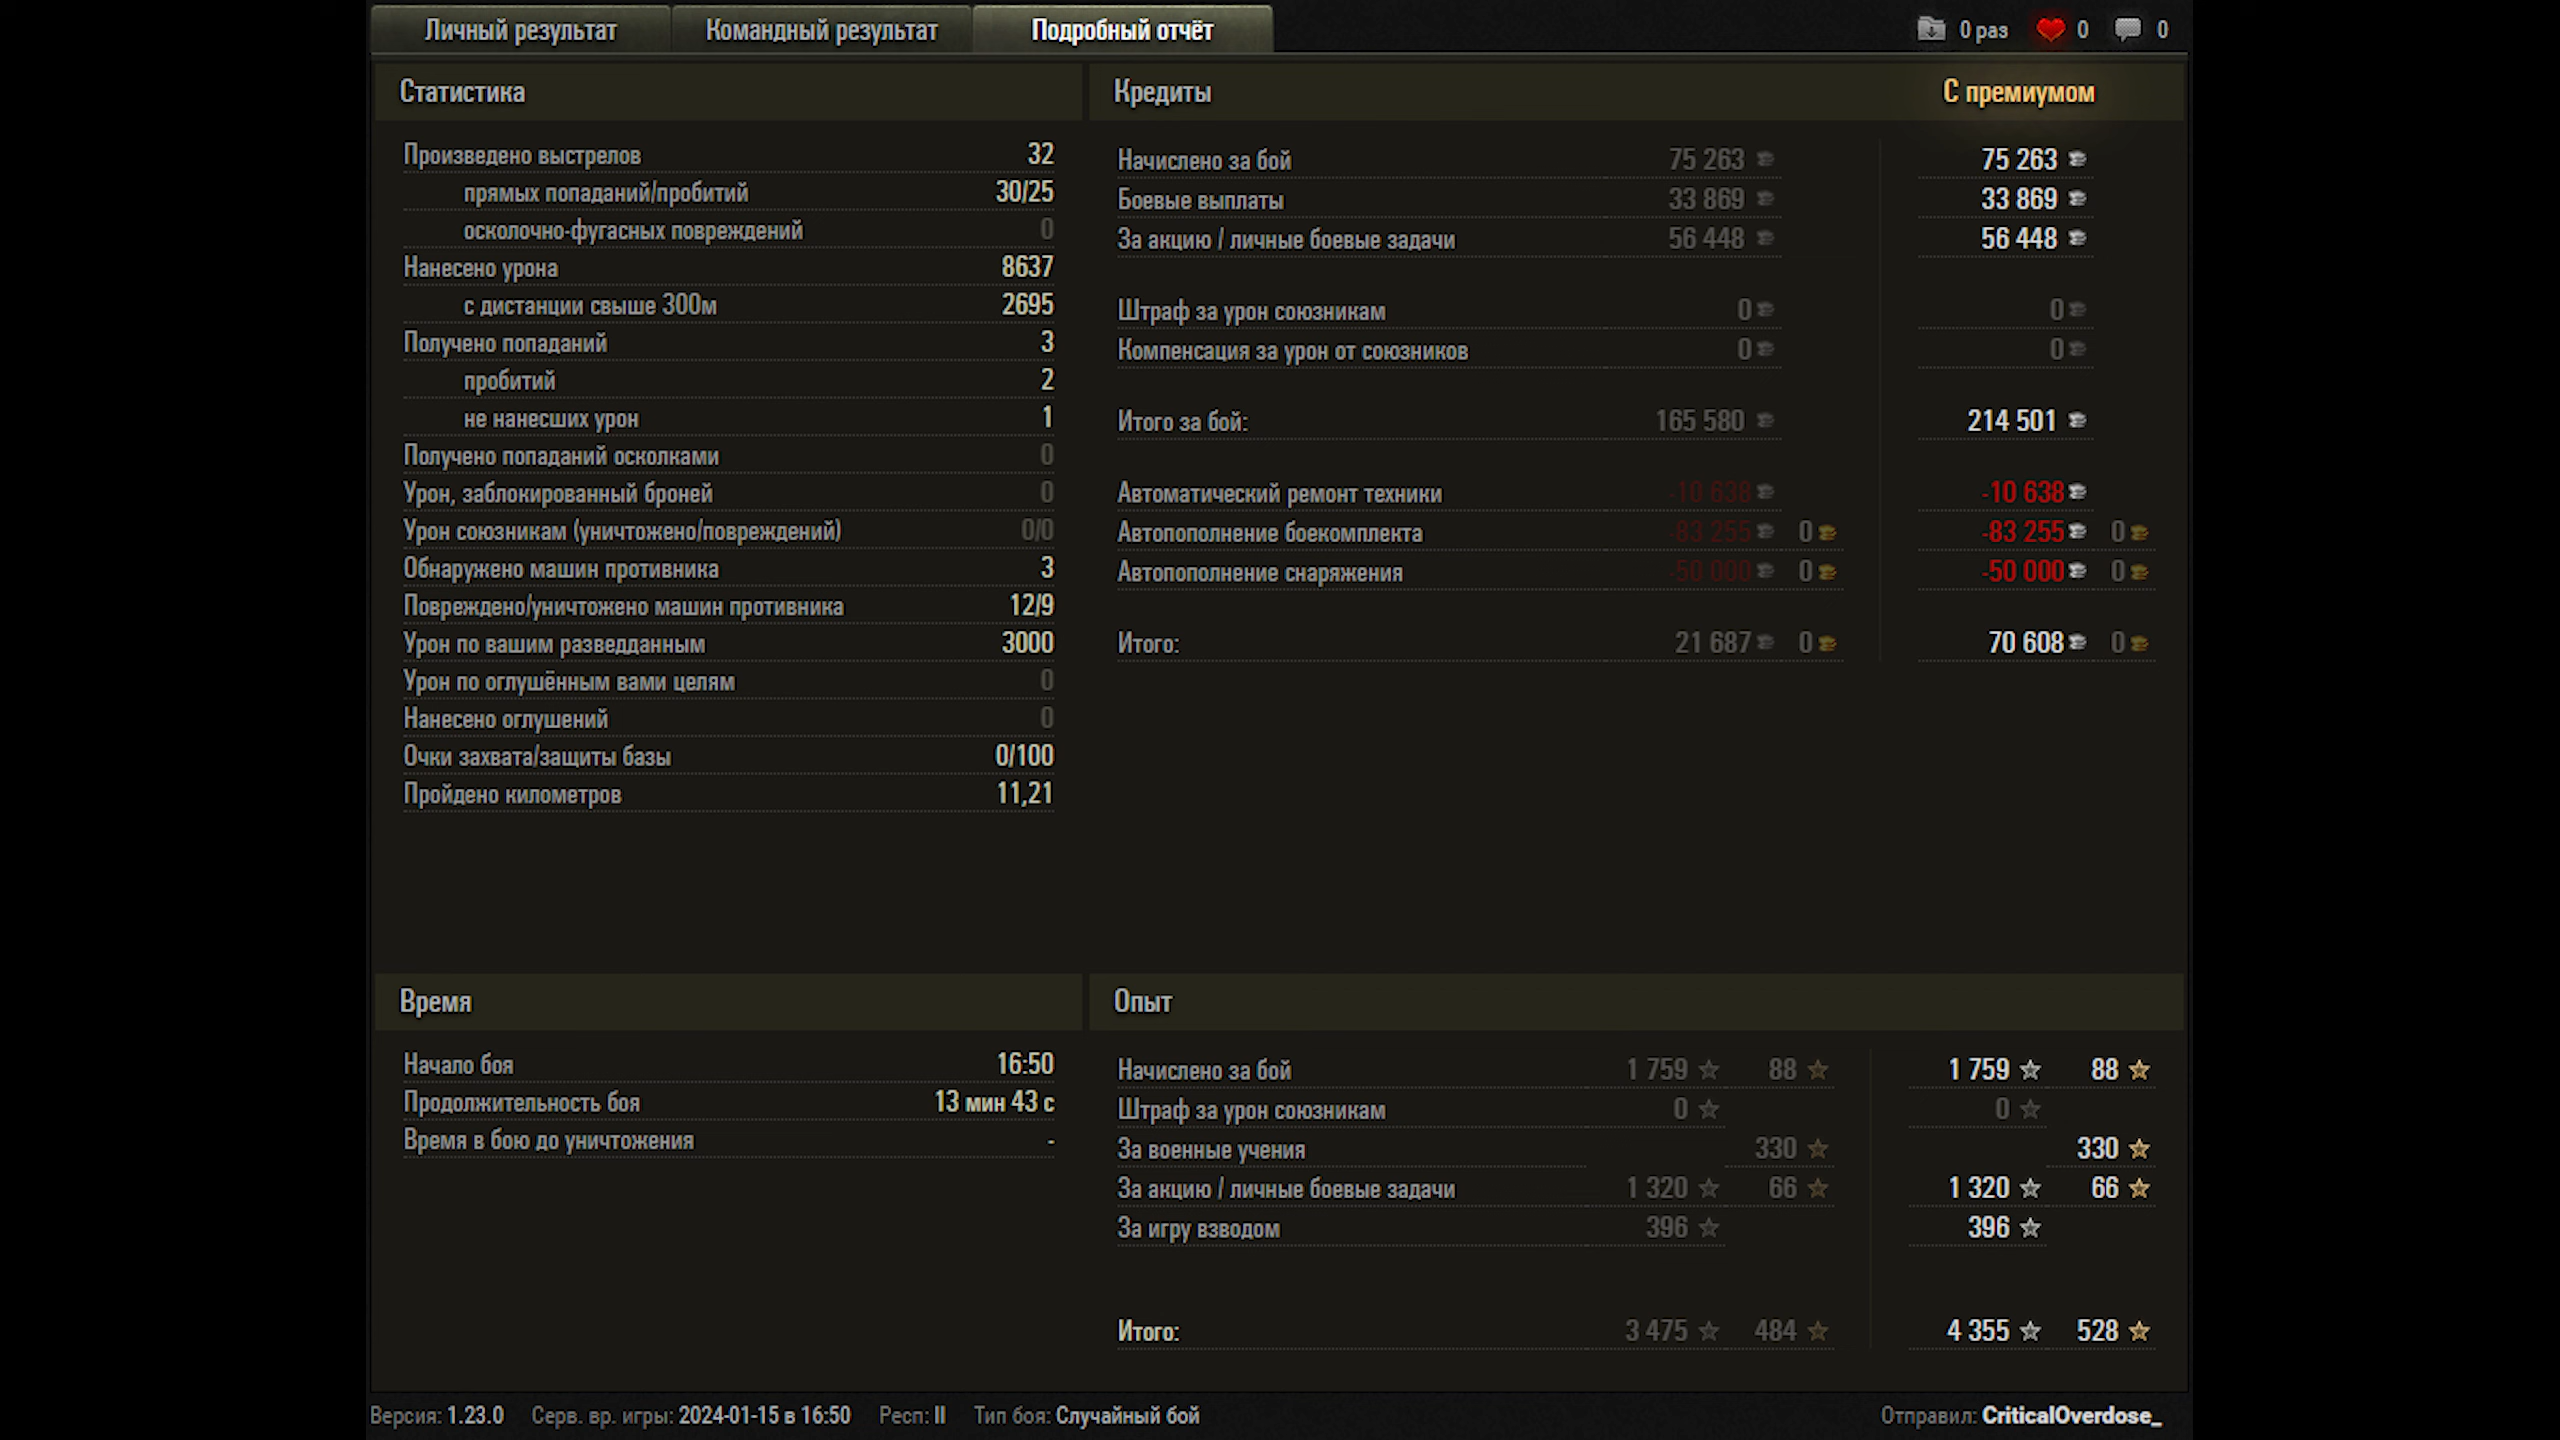 Личный результат Командный результат Подробный отчёт 0 раз 0 0
Статистика
Произведено выстрелов 32
прямых попаданий/пробитий 30/25
осколочно-фугасных повреждений 0
Нанесено урона 8637
с дистанции свыше 300м 2695
Получено попаданий 3
пробитий 2
не нанесших урон 1
Получено попаданий осколками 0
Урон, заблокированный броней 0
Урон союзникам (уничтожено/повреждений) 0/0
Обнаружено машин противника 3
Повреждено/уничтожено машин противника 12/9
Урон по вашим разведданным 3000
Урон по оглушённым вами целям 0
Нанесено оглушений 0
Очки захвата/защиты базы 0/100
Пройдено километров 11,21
Кредиты С премиумом
Начислено за бой 75 263 75 263
Боевые выплаты 33 869 33 869
За акцию / личные боевые задачи 56 448 56 448
Штраф за урон союзникам 0 0
Компенсация за урон от союзников 0 0
Итого за бой: 165 580 214 501
Автоматический ремонт техники -10 638 -10 638
Автопополнение боекомплекта -83 255 0 -83 255 0
Автопополнение снаряжения -50 000 0 -50 000 0
Итого: 21 687 0 70 608 0
Время
Начало боя 16:50
Продолжительность боя 13 мин 43 с
Время в бою до уничтожения -
Опыт
Начислено за бой 1 759 88 1 759 88
Штраф за урон союзникам 0 0
За военные учения 330 330
За акцию / личные боевые задачи 1 320 66 1 320 66
За игру взводом 396 396
Итого: 3 475 484 4 355 528
Версия: 1.23.0 Серв. вр. игры: 2024-01-15 в 16:50 Респ: II Тип боя: Случайный бой Отправил: CriticalOverdose_